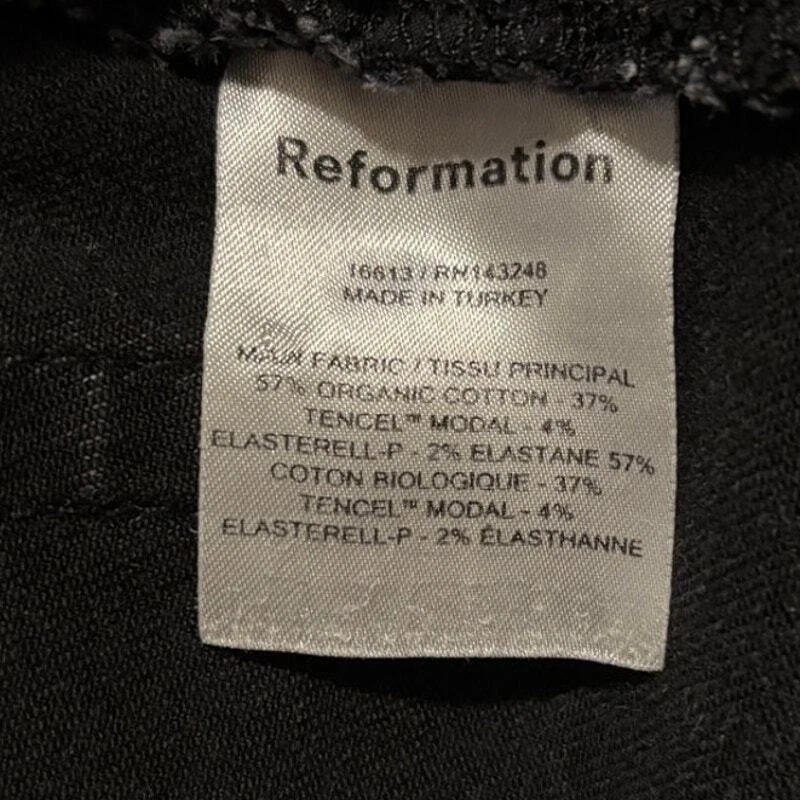 Reformation
16613 / RN143248
MADE IN TURKEY
MAIN FABRIC / TISSU PRINCIPAL
57% ORGANIC COTTON - 37%
TENCEL™ MODAL - 4%
ELASTERELL-P - 2% ELASTANE 57%
COTON BIOLOGIQUE - 37%
TENCEL™ MODAL - 4%
ELASTERELL-P - 2% ÉLASTHANNE